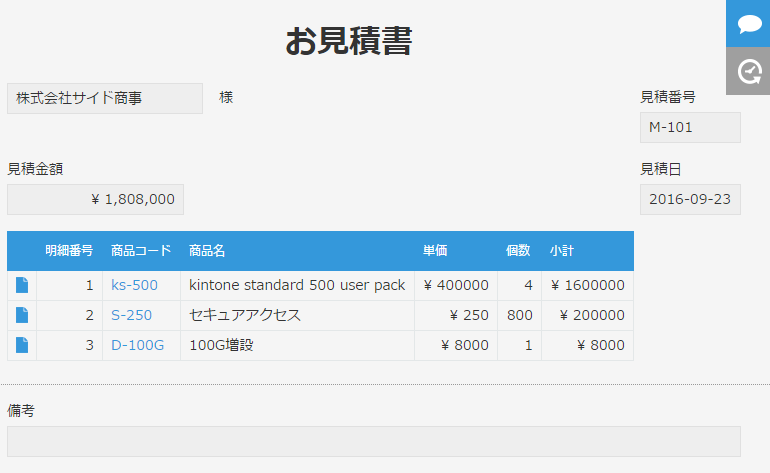 お見積書
株式会社サイド商事 様
見積番号
M-101
見積金額
¥ 1,808,000
見積日
2016-09-23
明細番号 商品コード 商品名 単価 個数 小計
1 ks-500 kintone standard 500 user pack ¥ 400000 4 ¥ 1600000
2 S-250 セキュアアクセス ¥ 250 800 ¥ 200000
3 D-100G 100G増設 ¥ 8000 1 ¥ 8000
備考